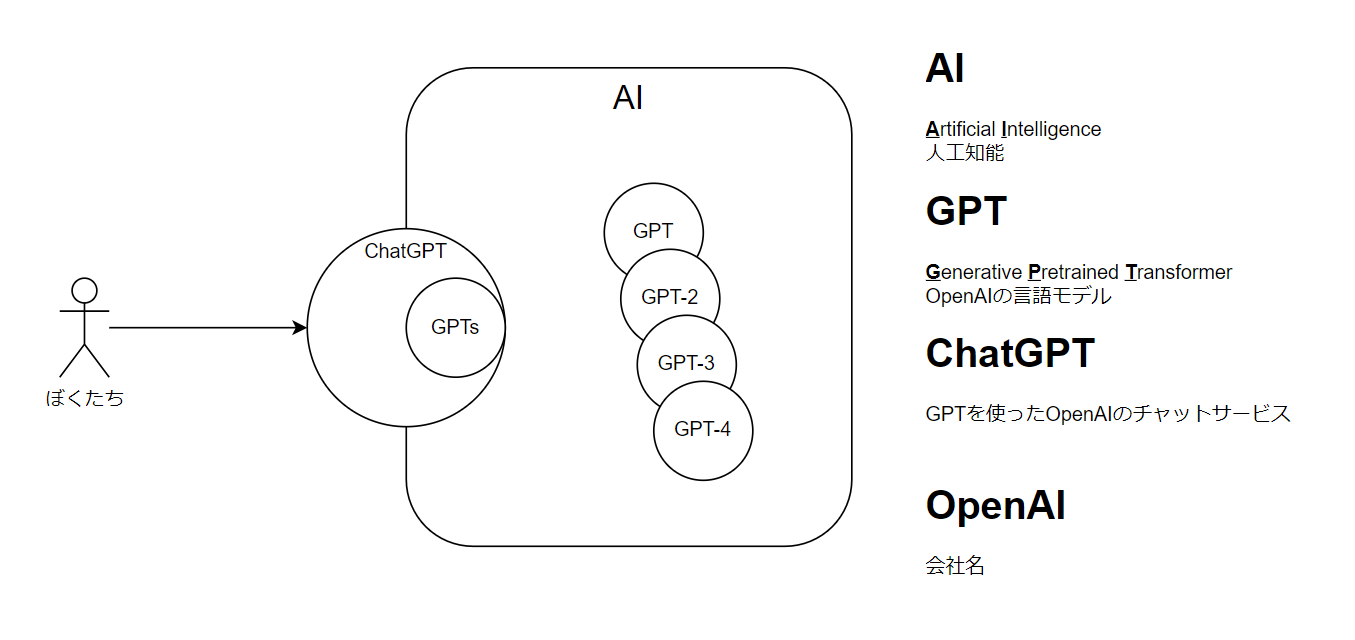 AI
ChatGPT
GPTs
GPT
GPT-2
GPT-3
GPT-4
ぼくたち
AI
Artificial Intelligence
人工知能
GPT
Generative Pretrained Transformer
OpenAIの言語モデル
ChatGPT
GPTを使ったOpenAIのチャットサービス
OpenAI
会社名